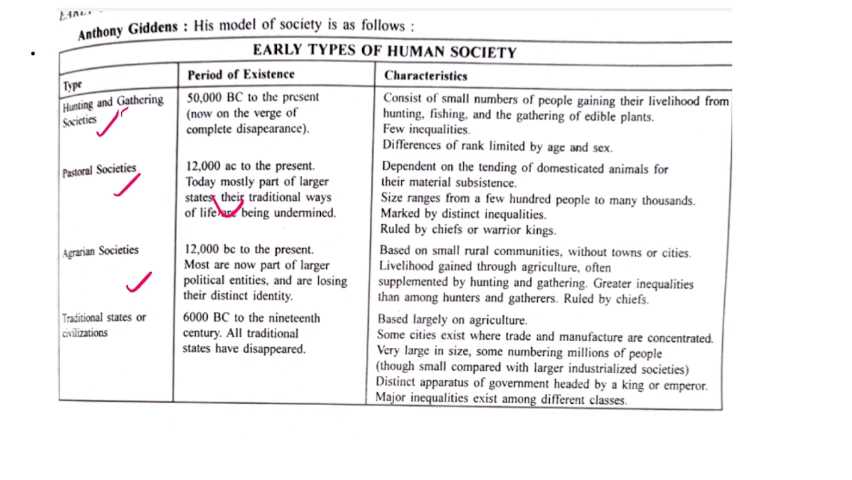 Anthony Giddens : His model of society is as follows :
EARLY TYPES OF HUMAN SOCIETY
Type
Period of Existence
Characteristics
Hunting and Gathering
Societies
50,000 BC to the present
(now on the verge of
complete disapearance).
Consist of small numbers of people gaining their livelihood from
hunting, fishing, and the gathering of edible plants.
Few inequalities.
Differences of rank limited by age and sex.
Pastoral Societies
12,000 ac to the present.
Today mostly part of larger
states, their traditional ways
of life are being undermined.
Dependent on the tending of domesticated animals for
their material subsistence.
Size ranges from a few hundred people to many thousands.
Marked by distinct inequalities.
Ruled by chiefs or warrior kings.
Agrarian Societies
12,000 bc to the present.
Most are now part of larger
political entities, and are losing
their distinct identity.
Based on small rural communities, without towns or cities.
Livelihood gained through agriculture, often
supplemented by hunting and gathering. Greater inequalities
than among hunters and gatherers. Ruled by chiefs.
Traditional states or
civilizations
6000 BC to the nineteenth
century. All traditional
states have disappeared.
Based largely on agriculture.
Some cities exist where trade and manufacture are concentrated.
Very large in size, some numbering millions of people
(though small compared with larger industrialized societies)
Distinct apparatus of government headed by a king or emperor.
Major inequalities exist among different classes.